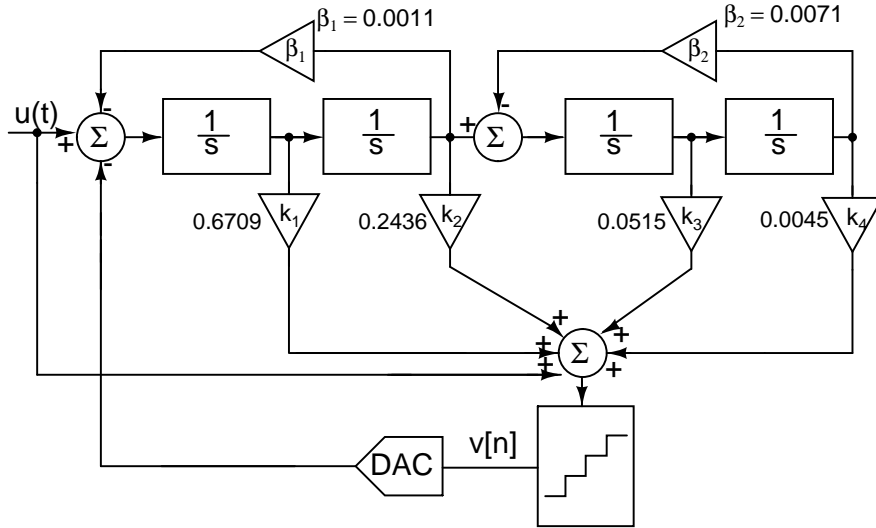 β₁ = 0.0011
β₂ = 0.0071
β₁
β₂
u(t)
- -
+ Σ 1/s 1/s + Σ 1/s 1/s
-
0.6709 k₁ 0.2436 k₂ 0.0515 k₃ 0.0045 k₄
+ +
+ Σ +
+
DAC v[n]